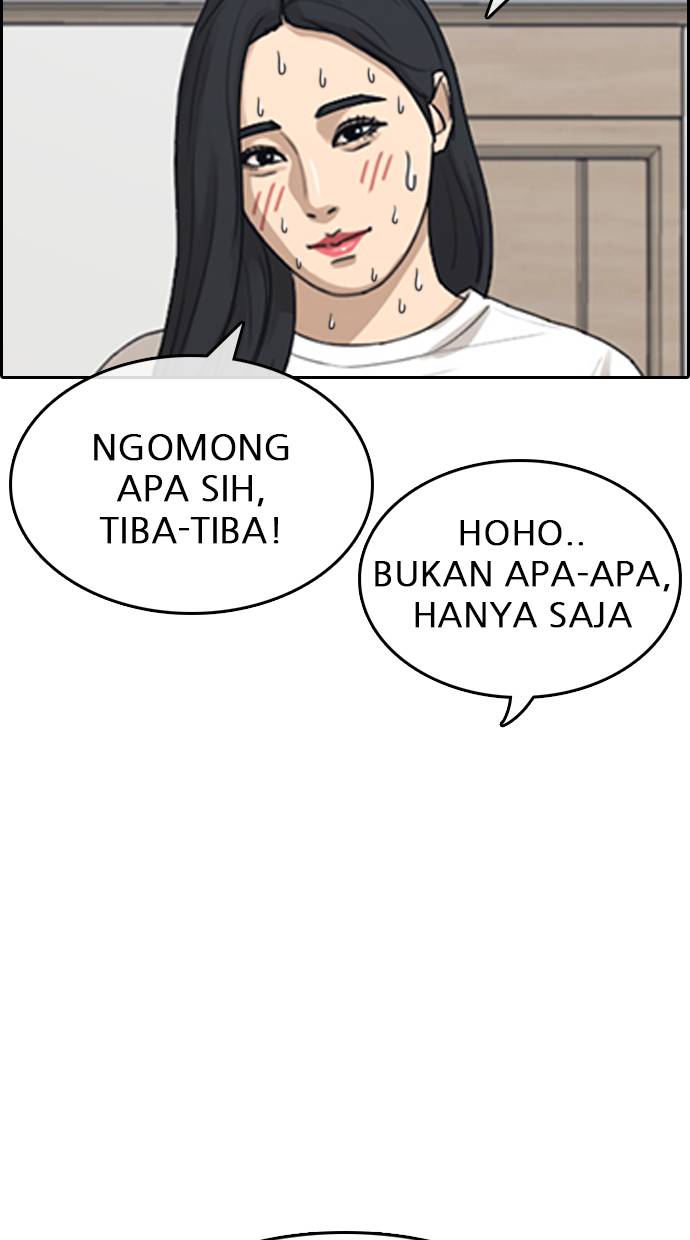 NGOMONG
APA SIH,
TIBA-TIBA!
HOHO..
BUKAN APA-APA,
HANYA SAJA